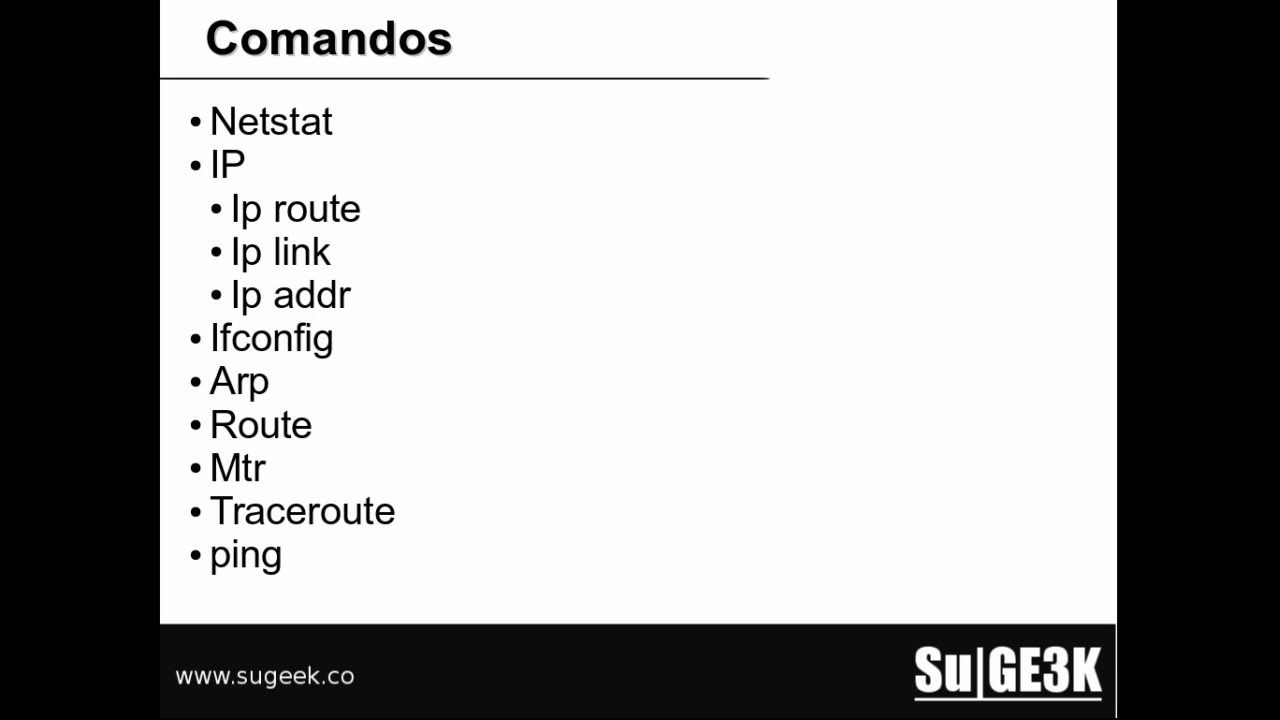 Comandos
• Netstat
• IP
• Ip route
• Ip link
• Ip addr
• Ifconfig
• Arp
• Route
• Mtr
• Traceroute
• ping
www.sugeek.co
Su|GE3K